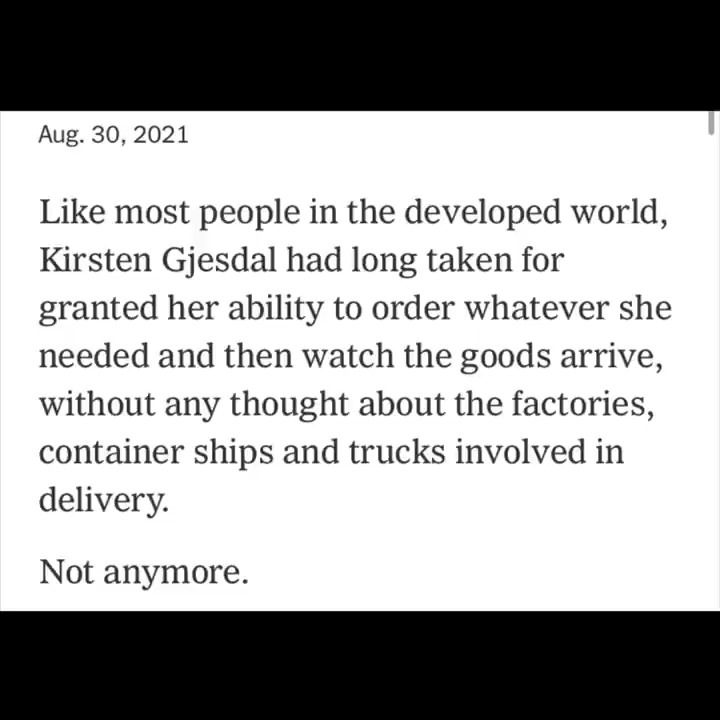 Aug. 30, 2021
Like most people in the developed world,
Kirsten Gjesdal had long taken for
granted her ability to order whatever she
needed and then watch the goods arrive,
without any thought about the factories,
container ships and trucks involved in
delivery.
Not anymore.